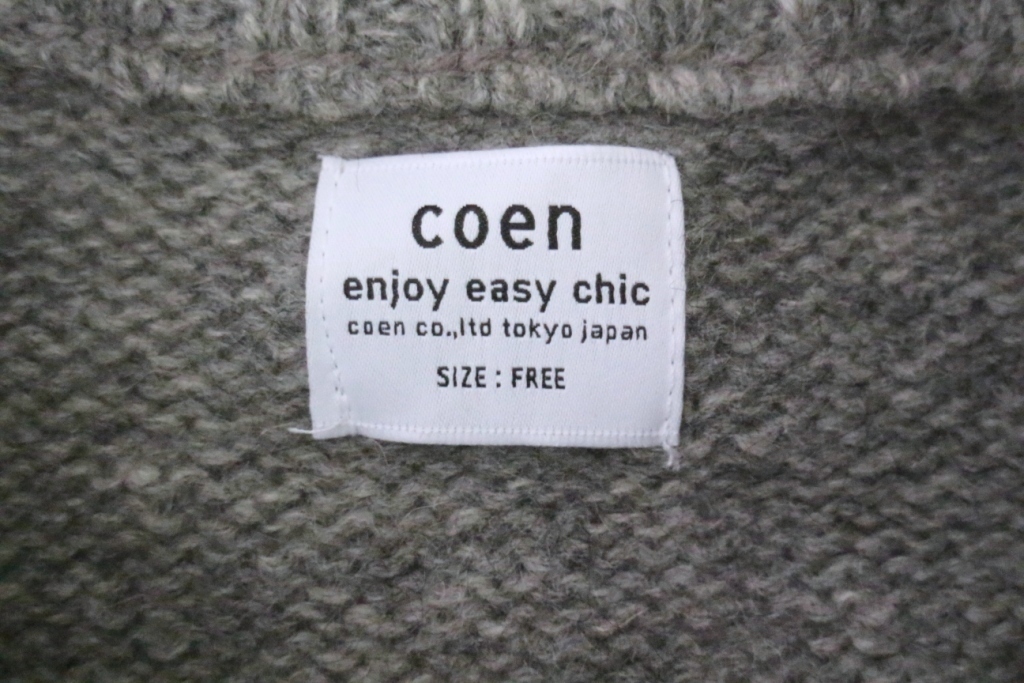 coen
enjoy easy chic
coen co.,ltd tokyo japan
SIZE : FREE